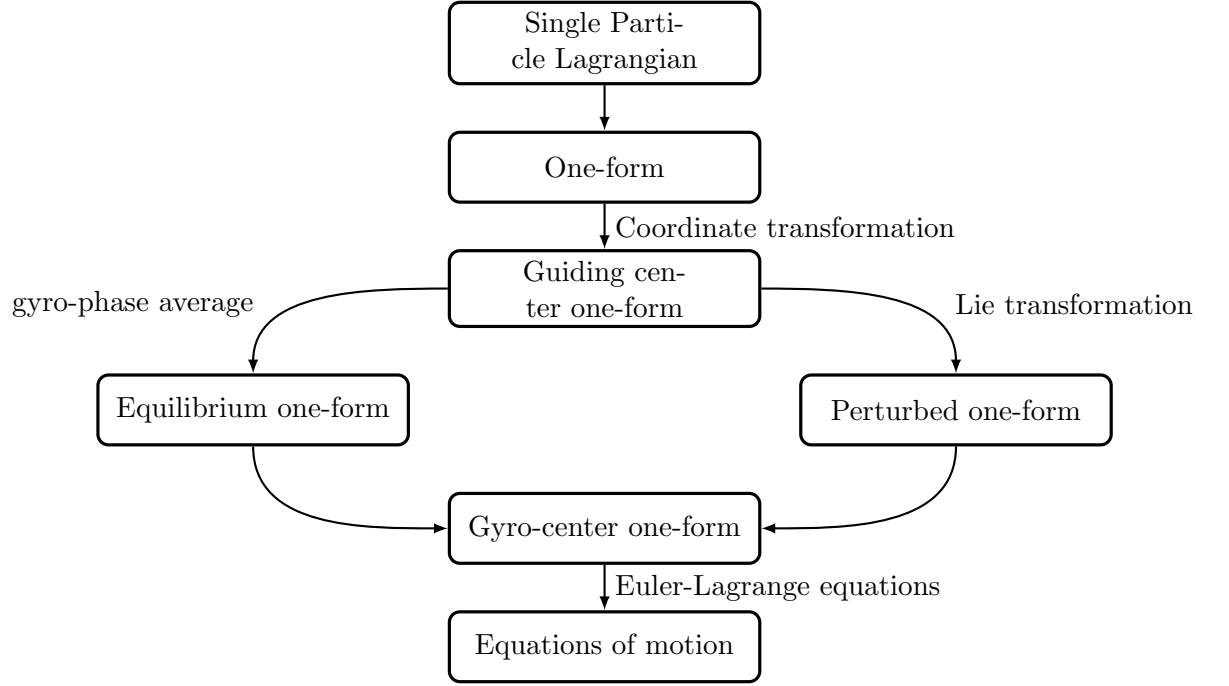 Single Parti-
cle Lagrangian
One-form
Coordinate transformation
Guiding cen-
ter one-form
gyro-phase average
Lie transformation
Equilibrium one-form
Perturbed one-form
Gyro-center one-form
Euler-Lagrange equations
Equations of motion